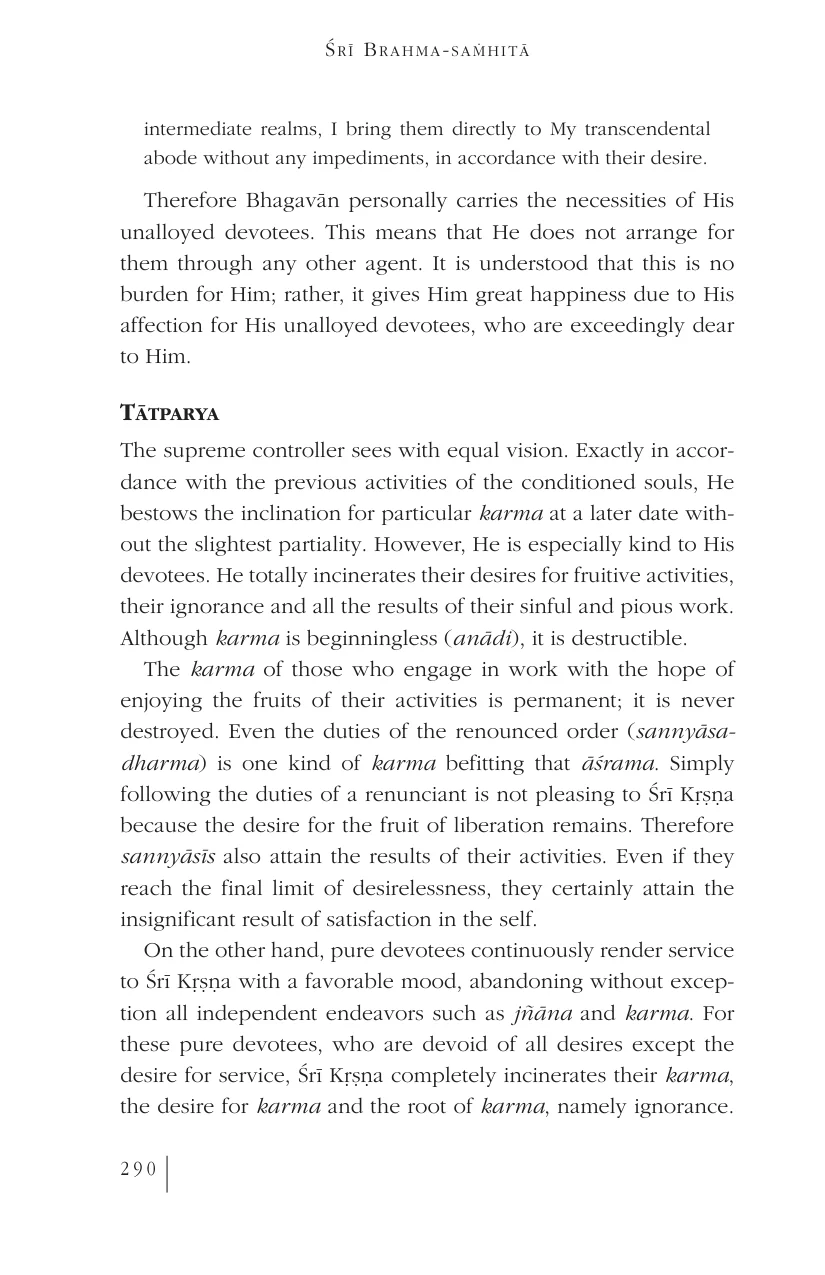 Śrī Brahma-saṁhitā
intermediate realms, I bring them directly to My transcendental
abode without any impediments, in accordance with their desire.
Therefore Bhagavān personally carries the necessities of His
unalloyed devotees. This means that He does not arrange for
them through any other agent. It is understood that this is no
burden for Him; rather, it gives Him great happiness due to His
affection for His unalloyed devotees, who are exceedingly dear
to Him.
Tātparya
The supreme controller sees with equal vision. Exactly in accor-
dance with the previous activities of the conditioned souls, He
bestows the inclination for particular karma at a later date with-
out the slightest partiality. However, He is especially kind to His
devotees. He totally incinerates their desires for fruitive activities,
their ignorance and all the results of their sinful and pious work.
Although karma is beginningless (anādi), it is destructible.
The karma of those who engage in work with the hope of
enjoying the fruits of their activities is permanent; it is never
destroyed. Even the duties of the renounced order (sannyāsa-
dharma) is one kind of karma befitting that āśrama. Simply
following the duties of a renunciant is not pleasing to Śrī Kṛṣṇa
because the desire for the fruit of liberation remains. Therefore
sannyāsīs also attain the results of their activities. Even if they
reach the final limit of desirelessness, they certainly attain the
insignificant result of satisfaction in the self.
On the other hand, pure devotees continuously render service
to Śrī Kṛṣṇa with a favorable mood, abandoning without excep-
tion all independent endeavors such as jñāna and karma. For
these pure devotees, who are devoid of all desires except the
desire for service, Śrī Kṛṣṇa completely incinerates their karma,
the desire for karma and the root of karma, namely ignorance.
290